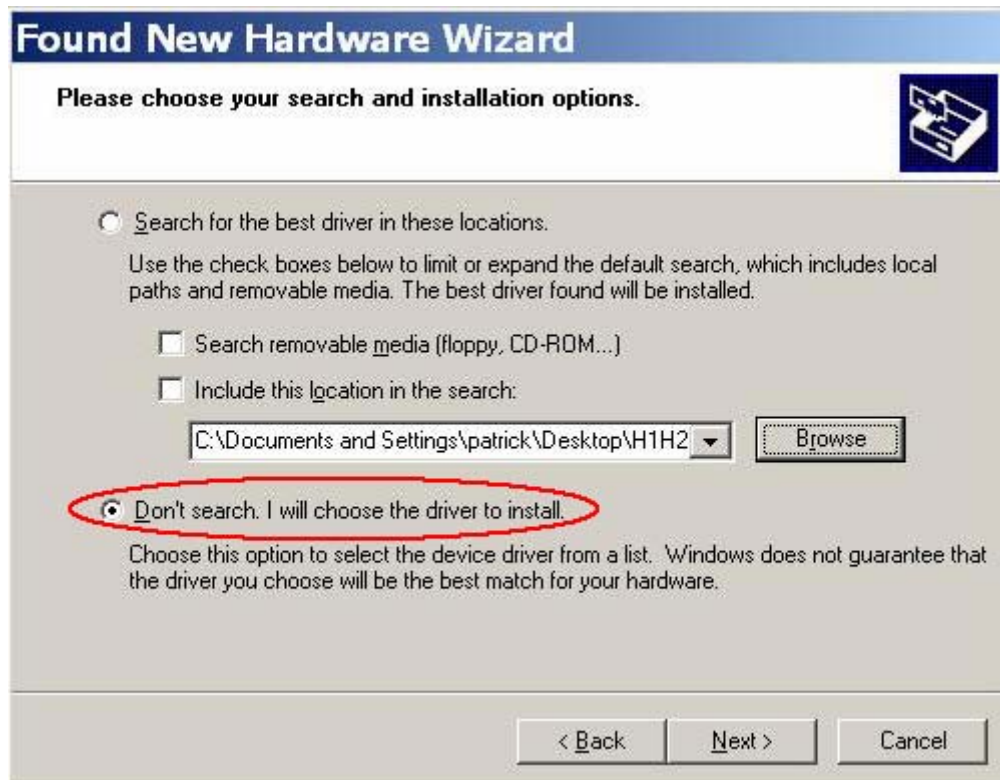 Found New Hardware Wizard
Please choose your search and installation options.
Search for the best driver in these locations.
Use the check boxes below to limit or expand the default search, which includes local
paths and removable media. The best driver found will be installed.
Search removable media (floppy, CD-ROM...)
Include this location in the search:
C:\Documents and Settings\patrick\Desktop\H1H2
Browse
Don't search. I will choose the driver to install.
Choose this option to select the device driver from a list. Windows does not guarantee that
the driver you choose will be the best match for your hardware.
< Back Next > Cancel